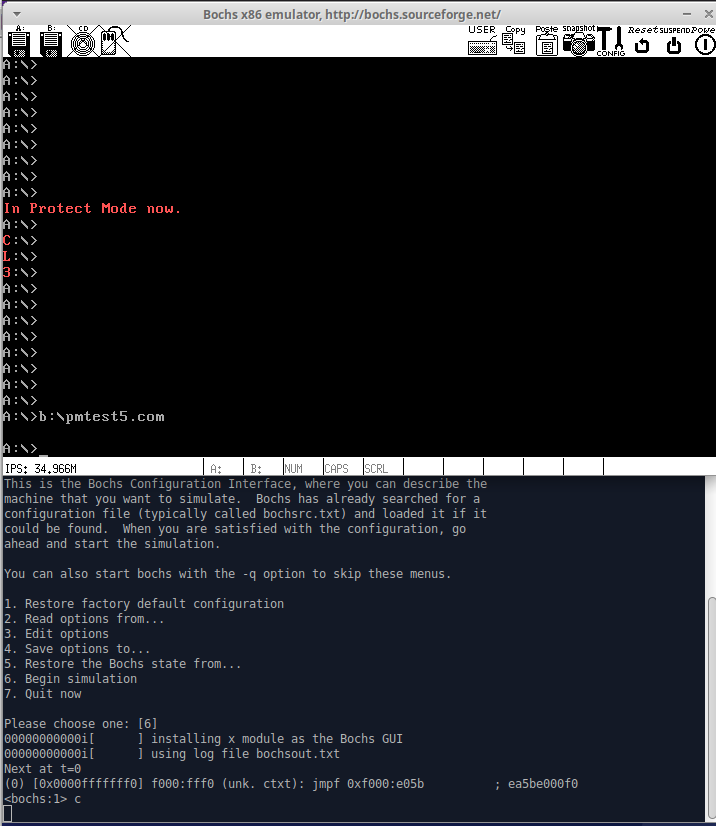 Bochs x86 emulator, http://bochs.sourceforge.net/
A: B: CD USER Copy Paste snapshot CONFIG Reset SUSPEND Power
A:\>
A:\>
A:\>
A:\>
A:\>
A:\>
A:\>
A:\>
A:\>
In Protect Mode now.
A:\>
C:\>
L:\>
3:\>
A:\>
A:\>
A:\>
A:\>
A:\>
A:\>
A:\>
A:\>
A:\>b:\pmtest5.com
A:\>_
IPS: 34.966M A: B: NUM CAPS SCRL
This is the Bochs Configuration Interface, where you can describe the
machine that you want to simulate.  Bochs has already searched for a
configuration file (typically called bochsrc.txt) and loaded it if it
could be found.  When you are satisfied with the configuration, go
ahead and start the simulation.
You can also start bochs with the -q option to skip these menus.
1. Restore factory default configuration
2. Read options from...
3. Edit options
4. Save options to...
5. Restore the Bochs state from...
6. Begin simulation
7. Quit now
Please choose one: [6]
00000000000i[      ] installing x module as the Bochs GUI
00000000000i[      ] using log file bochsout.txt
Next at t=0
(0) [0x0000fffffff0] f000:fff0 (unk. ctxt): jmpf 0xf000:e05b          ; ea5be000f0
<bochs:1> c